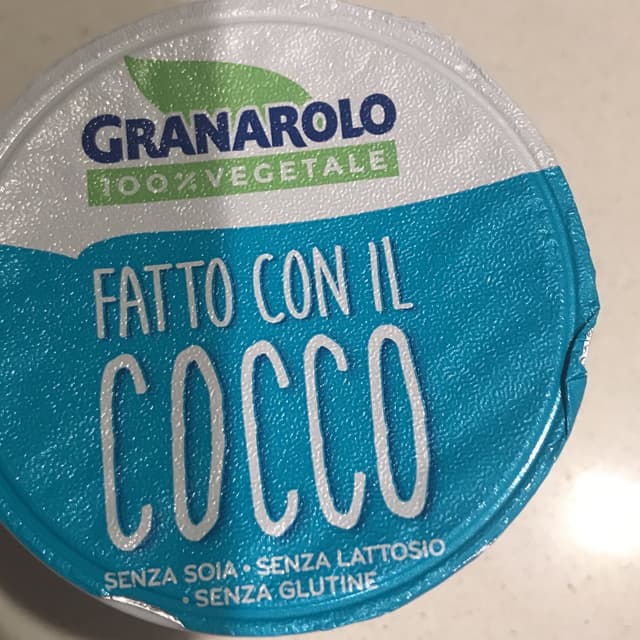 GRANAROLO
100% VEGETALE
FATTO CON IL
COCCO
SENZA SOIA • SENZA LATTOSIO
• SENZA GLUTINE